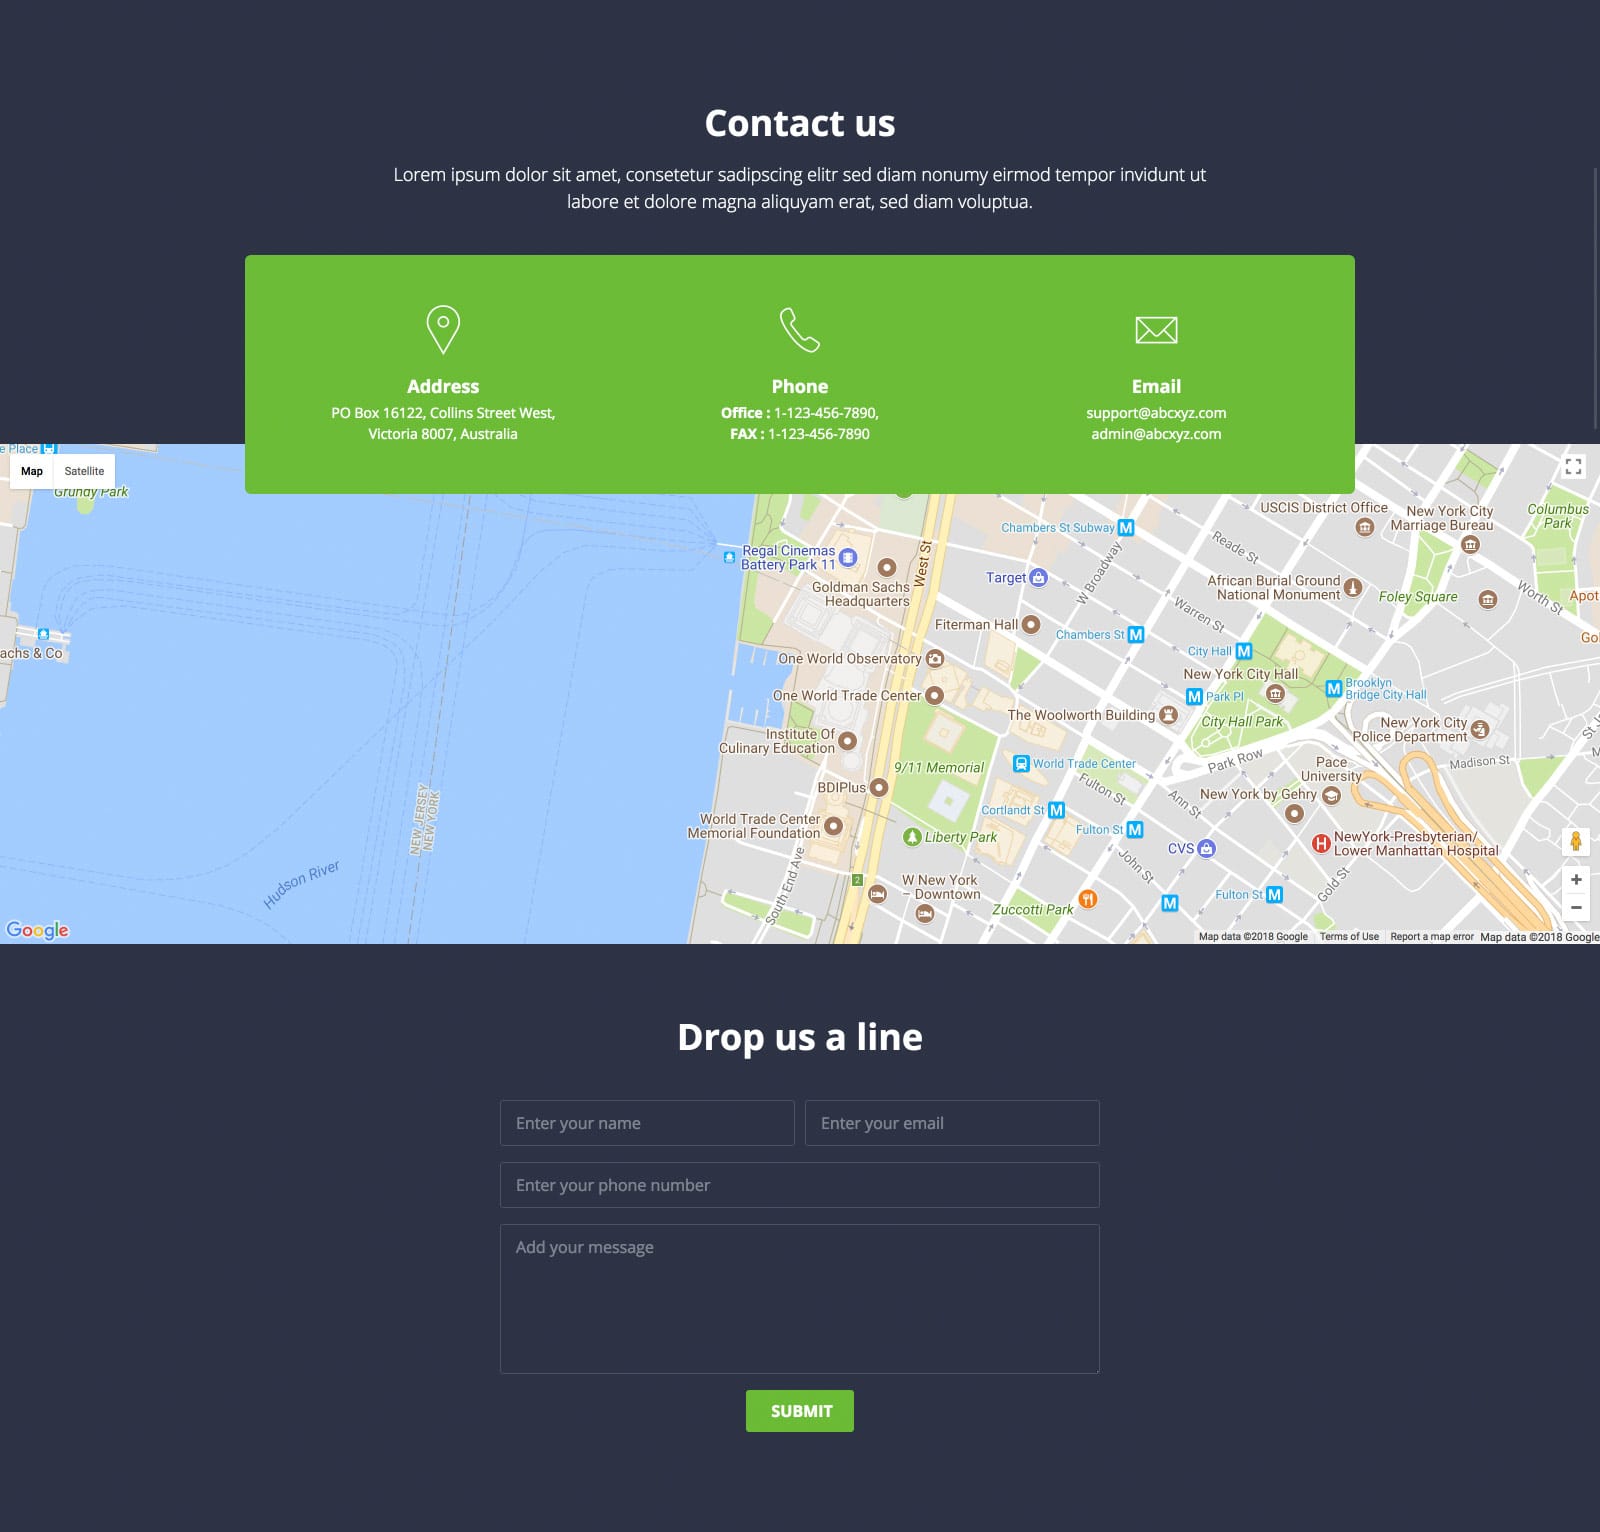 Contact us
Lorem ipsum dolor sit amet, consetetur sadipscing elitr sed diam nonumy eirmod tempor invidunt ut
labore et dolore magna aliquyam erat, sed diam voluptua.
Address
PO Box 16122, Collins Street West,
Victoria 8007, Australia
Phone
Office : 1-123-456-7890,
FAX : 1-123-456-7890
Email
support@abcxyz.com
admin@abcxyz.com
e Place
Map
Satellite
Grundy Park
achs & Co
NEW JERSEY
NEW YORK
Hudson River
Google
Regal Cinemas
Battery Park 11
Goldman Sachs
Headquarters
West St
Chambers St Subway
M
Target
W Broadway
Reade St
USCIS District Office
New York City
Marriage Bureau
Columbus
Park
African Burial Ground
National Monument
Foley Square
Worth St
Apot
Gol
Warren St
Fiterman Hall
Chambers St
M
City Hall
M
One World Observatory
New York City Hall
One World Trade Center
M
Park Pl
M
Brooklyn
Bridge City Hall
The Woolworth Building
City Hall Park
New York City
Police Department
Institute Of
Culinary Education
9/11 Memorial
World Trade Center
Park Row
Pace
University
Madison St
BDIPlus
Fulton St
Ann St
New York by Gehry
Cortlandt St
M
World Trade Center
Memorial Foundation
Liberty Park
Fulton St
M
CVS
H
NewYork-Presbyterian/
Lower Manhattan Hospital
John St
South End Ave
2
W New York
– Downtown
Zuccotti Park
M
Fulton St
M
Gold St
+
−
Map data ©2018 Google
Terms of Use
Report a map error
Map data ©2018 Google
Drop us a line
Enter your name
Enter your email
Enter your phone number
Add your message
SUBMIT